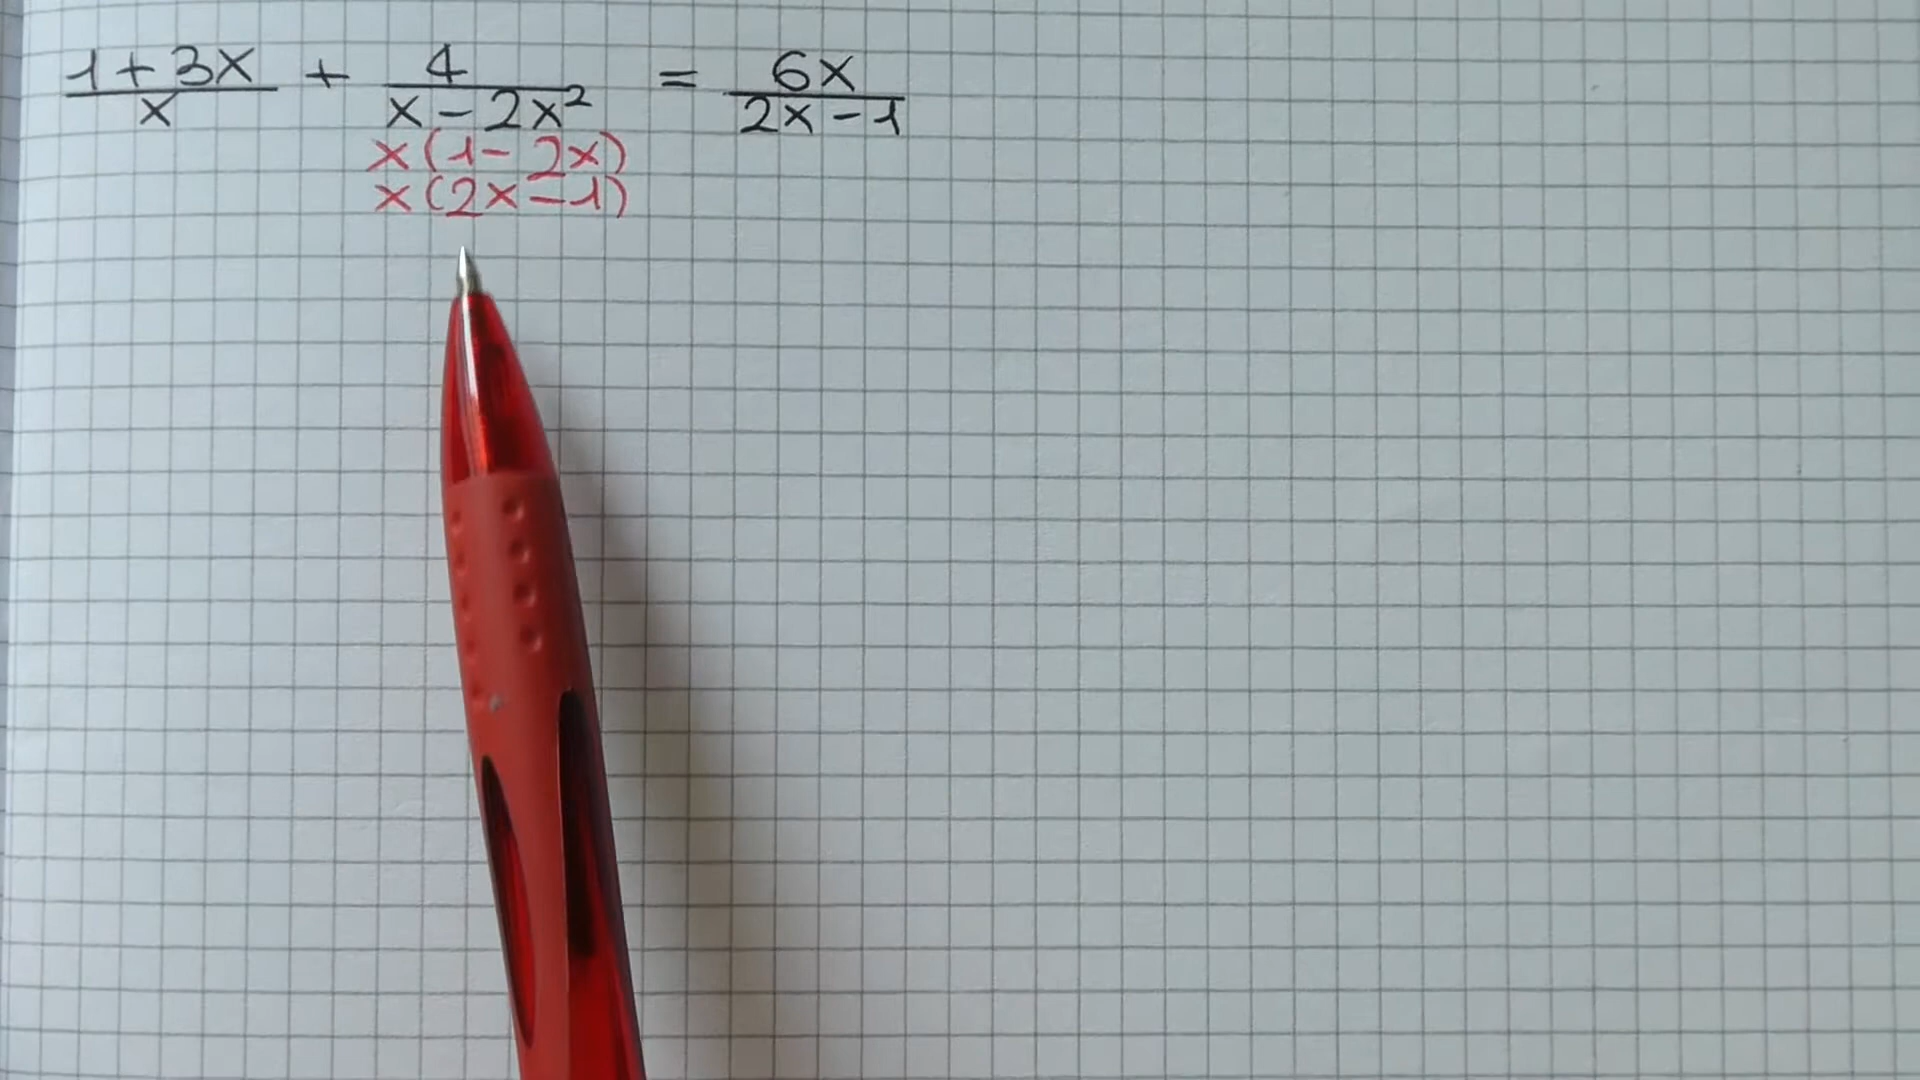 1+3x/x + 4/x-2x² = 6x/2x-1
x(1-2x)
x(2x-1)